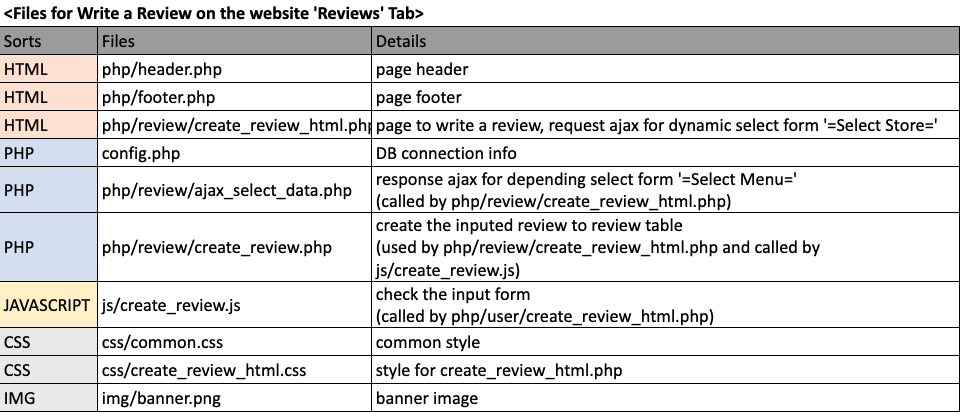 <Files for Write a Review on the website 'Reviews' Tab>
Sorts Files Details
HTML php/header.php page header
HTML php/footer.php page footer
HTML php/review/create_review_html.php page to write a review, request ajax for dynamic select form '=Select Store='
PHP config.php DB connection info
PHP php/review/ajax_select_data.php response ajax for depending select form '=Select Menu='
(called by php/review/create_review_html.php)
PHP php/review/create_review.php create the inputed review to review table
(used by php/review/create_review_html.php and called by
js/create_review.js)
JAVASCRIPT js/create_review.js check the input form
(called by php/user/create_review_html.php)
CSS css/common.css common style
CSS css/create_review_html.css style for create_review_html.php
IMG img/banner.png banner image